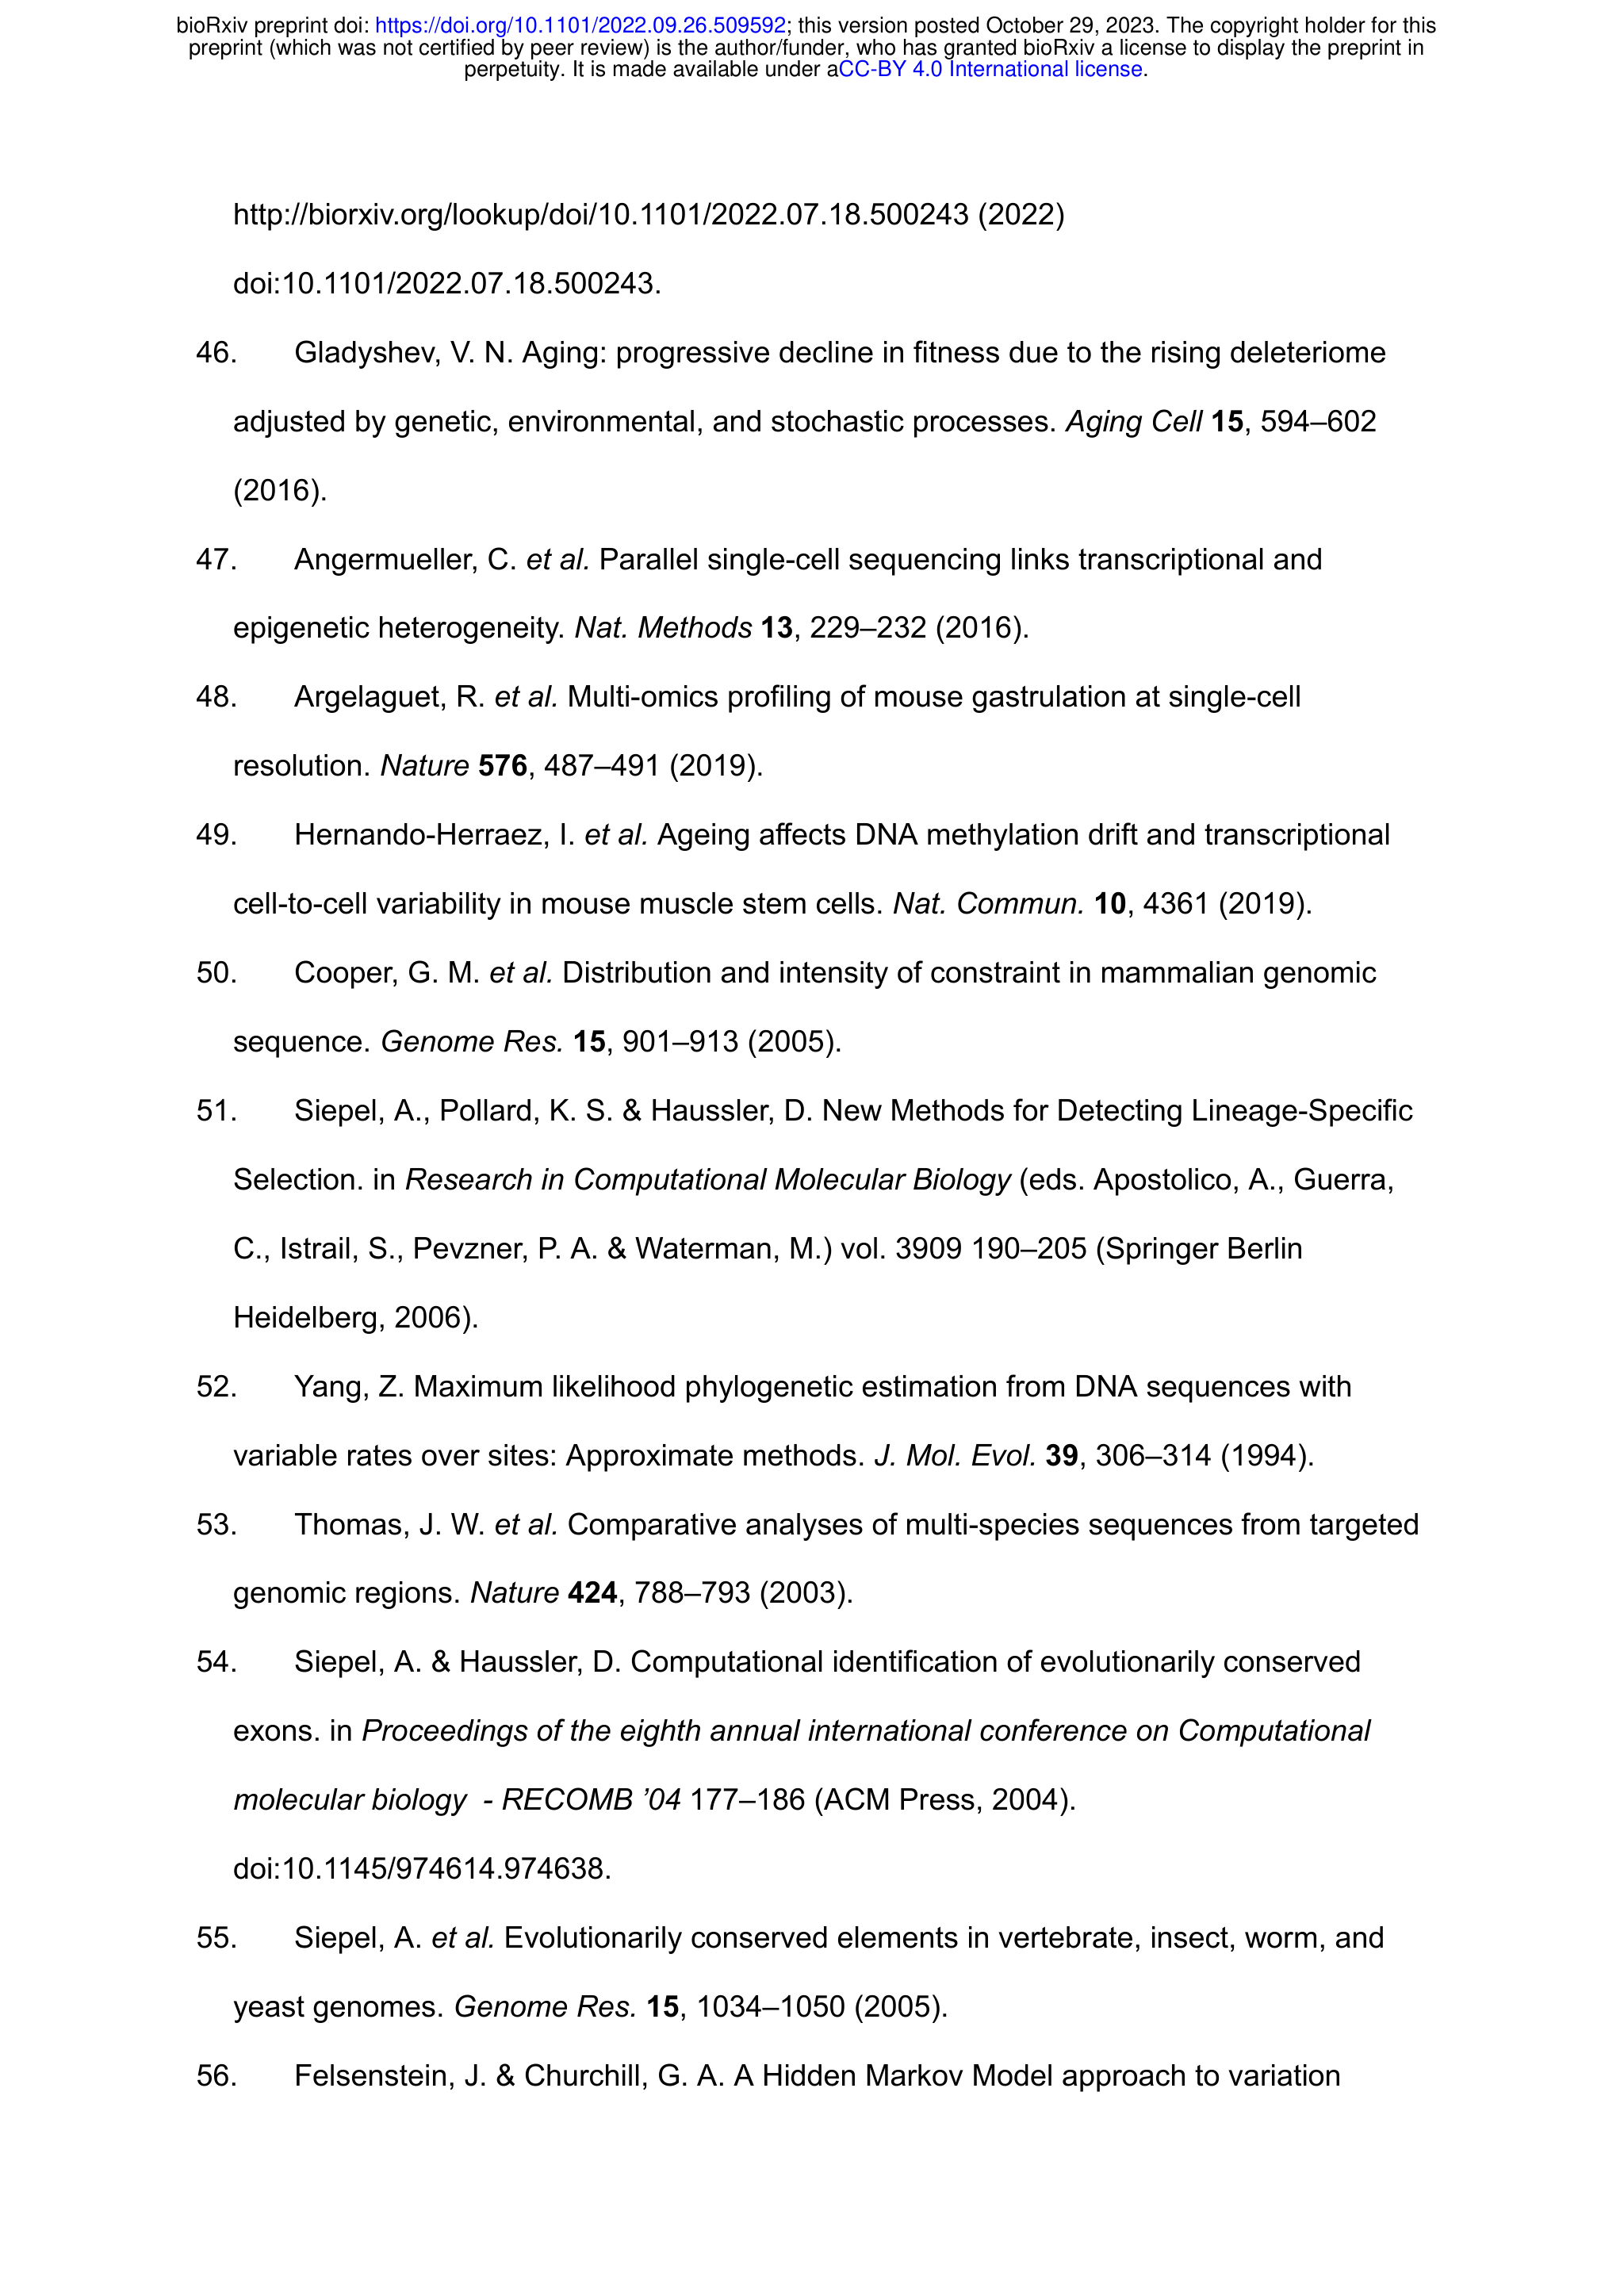 bioRxiv preprint doi: https://doi.org/10.1101/2022.09.26.509592; this version posted October 29, 2023. The copyright holder for this
preprint (which was not certified by peer review) is the author/funder, who has granted bioRxiv a license to display the preprint in
perpetuity. It is made available under aCC-BY 4.0 International license.
http://biorxiv.org/lookup/doi/10.1101/2022.07.18.500243 (2022)
doi:10.1101/2022.07.18.500243.
46. Gladyshev, V. N. Aging: progressive decline in fitness due to the rising deleteriome
adjusted by genetic, environmental, and stochastic processes. Aging Cell 15, 594–602
(2016).
47. Angermueller, C. et al. Parallel single-cell sequencing links transcriptional and
epigenetic heterogeneity. Nat. Methods 13, 229–232 (2016).
48. Argelaguet, R. et al. Multi-omics profiling of mouse gastrulation at single-cell
resolution. Nature 576, 487–491 (2019).
49. Hernando-Herraez, I. et al. Ageing affects DNA methylation drift and transcriptional
cell-to-cell variability in mouse muscle stem cells. Nat. Commun. 10, 4361 (2019).
50. Cooper, G. M. et al. Distribution and intensity of constraint in mammalian genomic
sequence. Genome Res. 15, 901–913 (2005).
51. Siepel, A., Pollard, K. S. & Haussler, D. New Methods for Detecting Lineage-Specific
Selection. in Research in Computational Molecular Biology (eds. Apostolico, A., Guerra,
C., Istrail, S., Pevzner, P. A. & Waterman, M.) vol. 3909 190–205 (Springer Berlin
Heidelberg, 2006).
52. Yang, Z. Maximum likelihood phylogenetic estimation from DNA sequences with
variable rates over sites: Approximate methods. J. Mol. Evol. 39, 306–314 (1994).
53. Thomas, J. W. et al. Comparative analyses of multi-species sequences from targeted
genomic regions. Nature 424, 788–793 (2003).
54. Siepel, A. & Haussler, D. Computational identification of evolutionarily conserved
exons. in Proceedings of the eighth annual international conference on Computational
molecular biology  - RECOMB ’04 177–186 (ACM Press, 2004).
doi:10.1145/974614.974638.
55. Siepel, A. et al. Evolutionarily conserved elements in vertebrate, insect, worm, and
yeast genomes. Genome Res. 15, 1034–1050 (2005).
56. Felsenstein, J. & Churchill, G. A. A Hidden Markov Model approach to variation